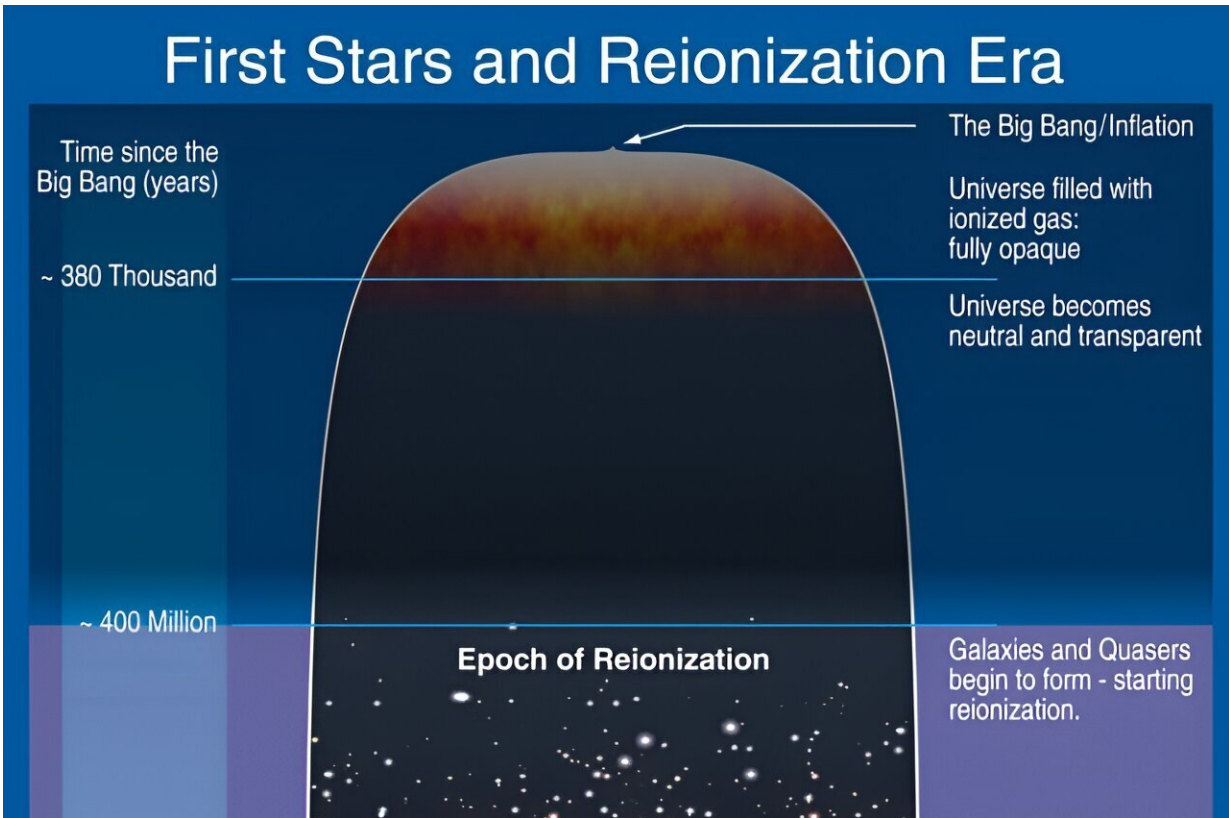 First Stars and Reionization Era
Time since the
Big Bang (years)
The Big Bang/Inflation
Universe filled with
ionized gas:
fully opaque
~ 380 Thousand
Universe becomes
neutral and transparent
~ 400 Million
Epoch of Reionization
Galaxies and Quasers
begin to form - starting
reionization.